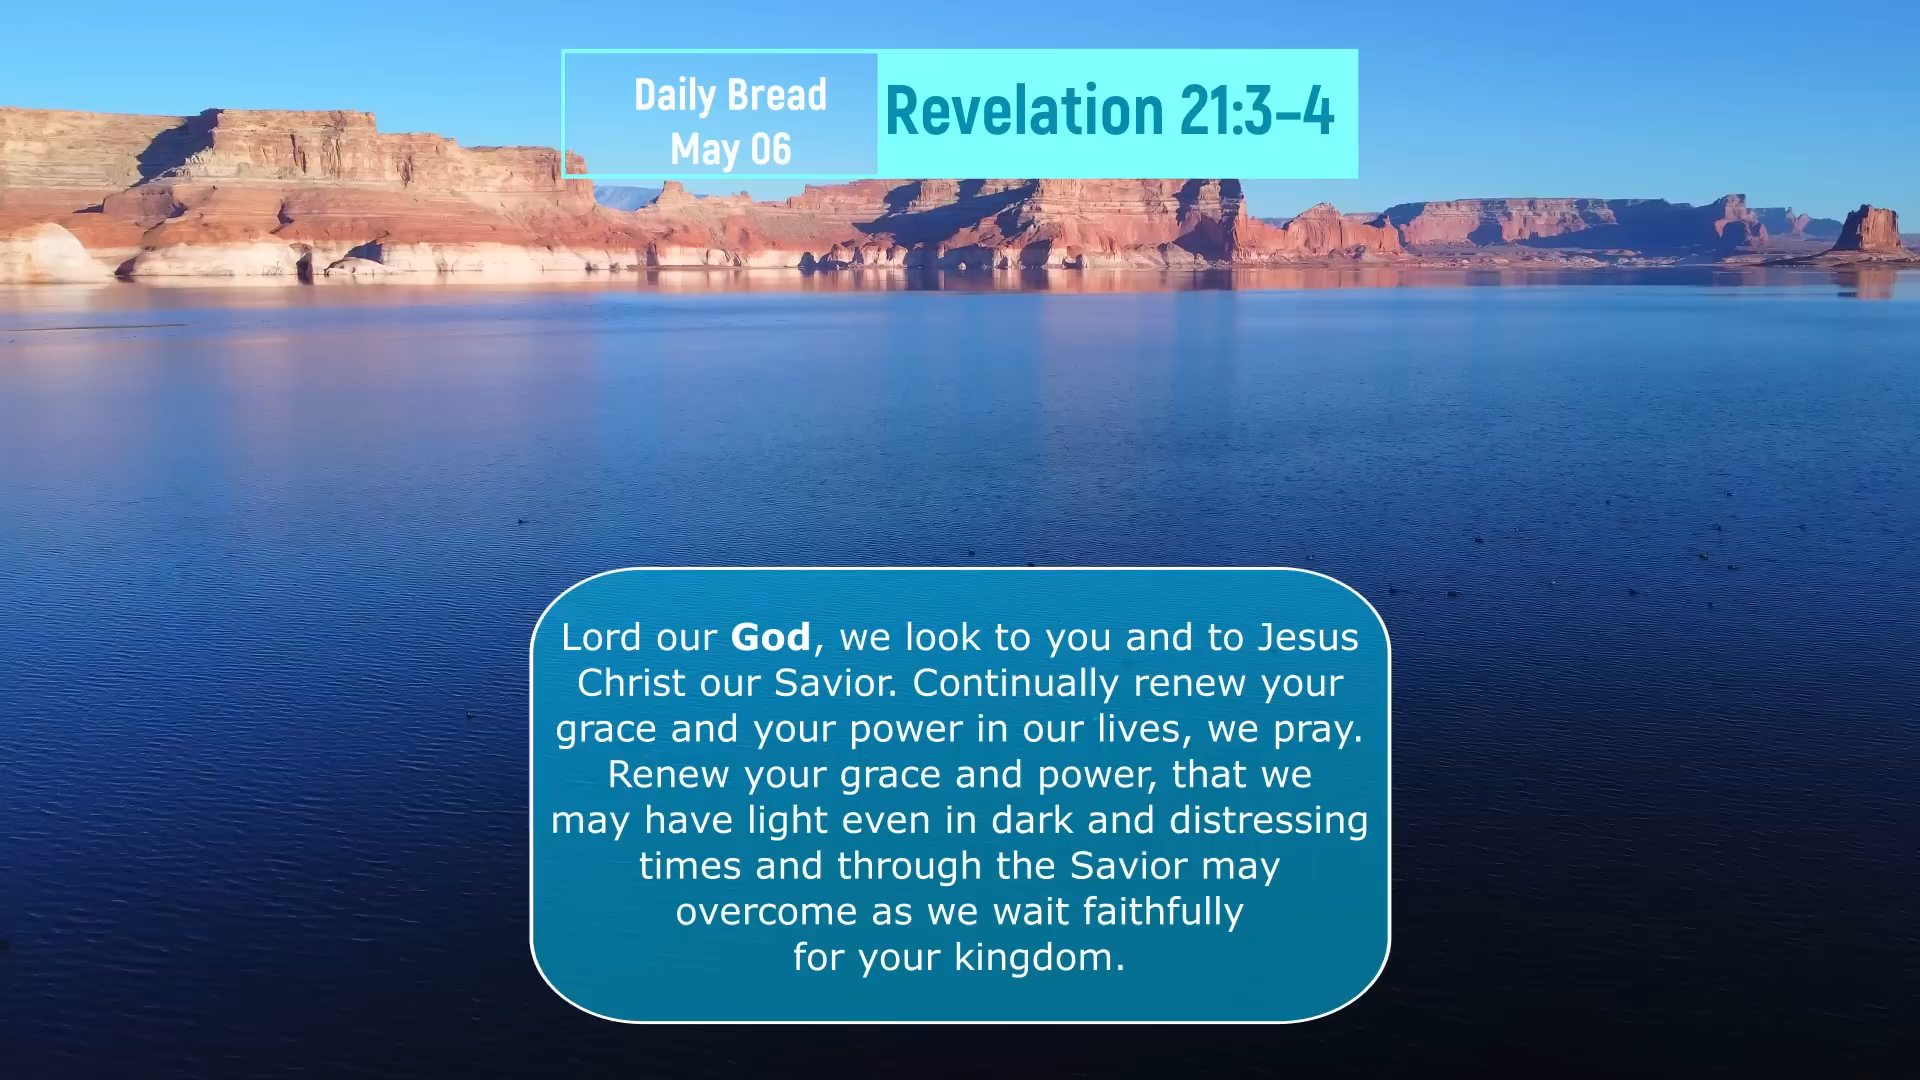 Daily Bread
May 06
Revelation 21:3–4
Lord our God, we look to you and to Jesus
Christ our Savior. Continually renew your
grace and your power in our lives, we pray.
Renew your grace and power, that we
may have light even in dark and distressing
times and through the Savior may
overcome as we wait faithfully
for your kingdom.